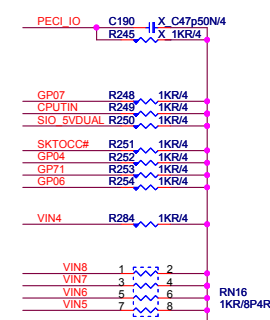 PECI_IO C190 X_C47p50N/4
R245 X_1KR/4
GP07 R248 1KR/4
CPUTIN R249 1KR/4
SIO_5VDUAL R250 1KR/4
SKTOCC# R251 1KR/4
GP04 R252 1KR/4
GP71 R253 1KR/4
GP06 R254 1KR/4
VIN4 R284 1KR/4
VIN8 1 2
VIN7 3 4
VIN6 5 6 RN16
VIN5 7 8 1KR/8P4R